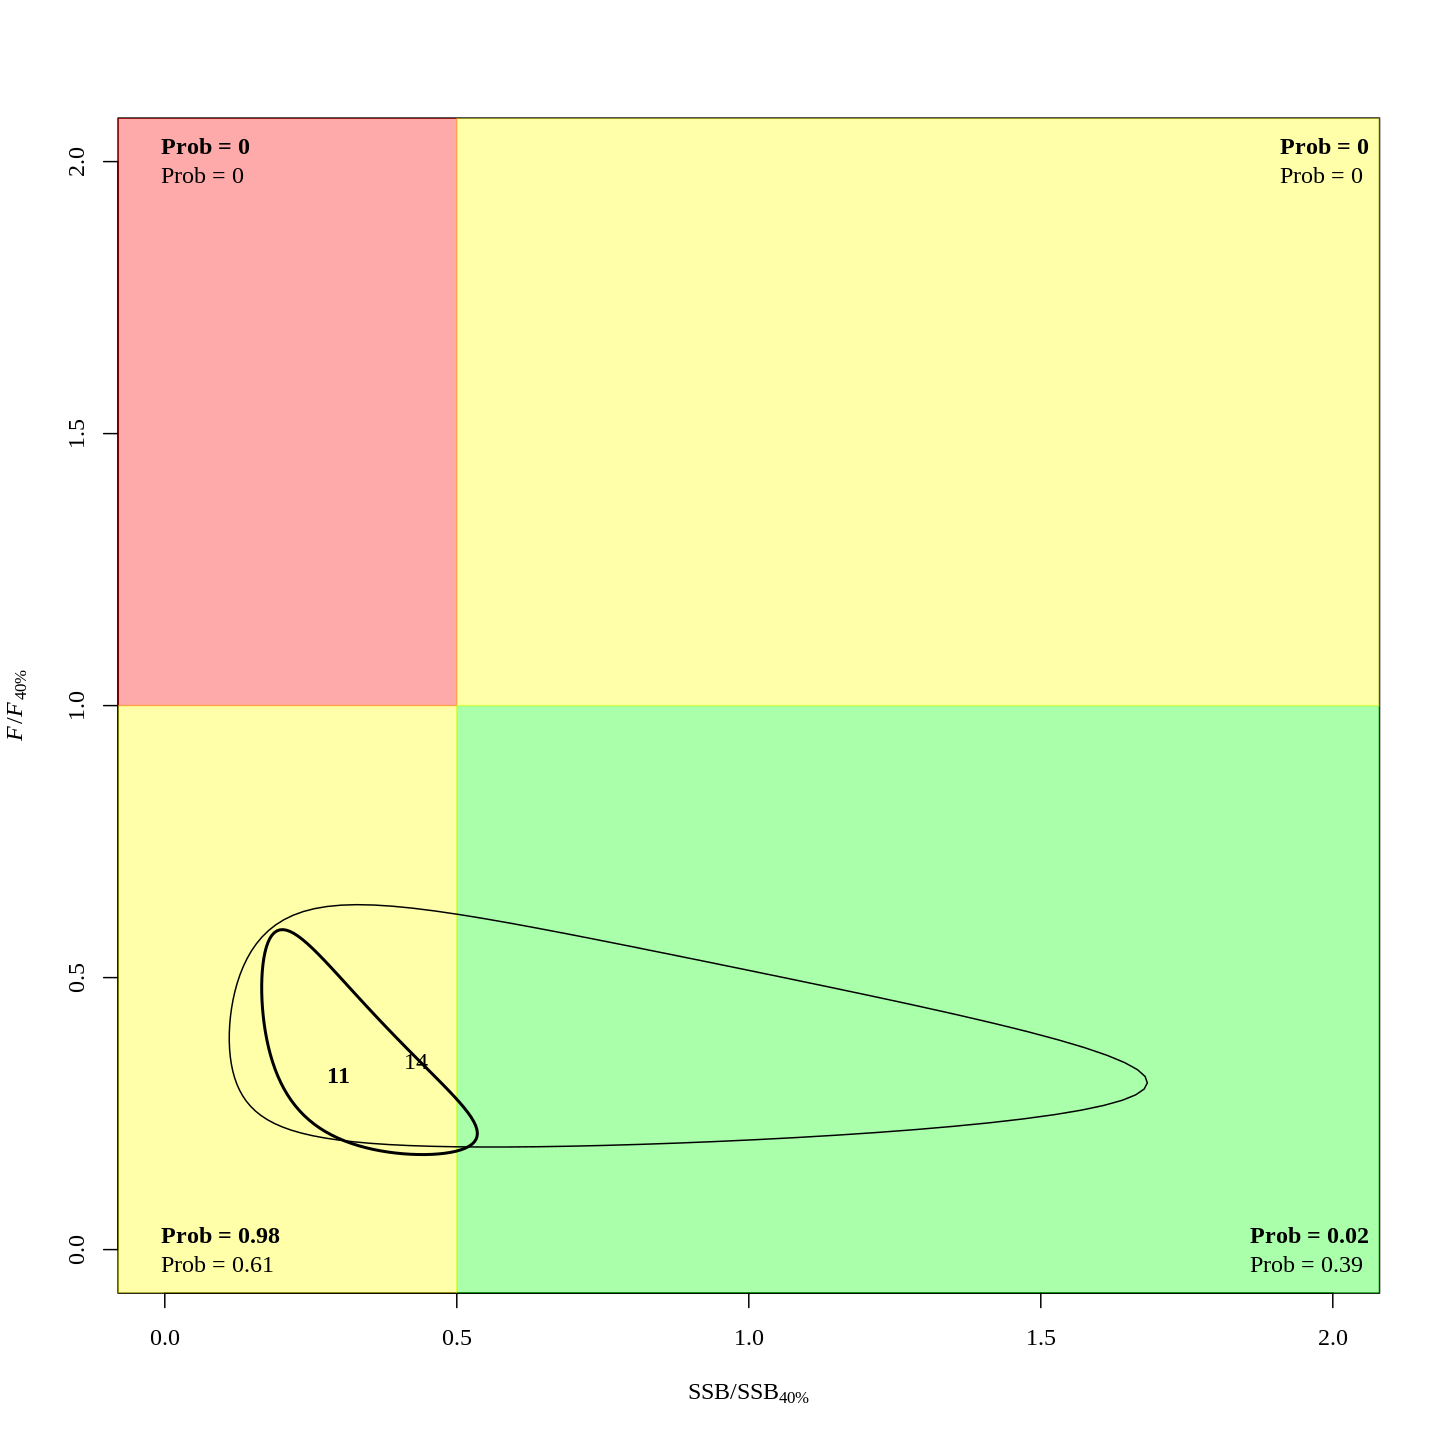 Prob = 0
Prob = 0
Prob = 0
Prob = 0
2.0
1.5
1.0
0.5
0.0
F/F40%
14
11
Prob = 0.98
Prob = 0.61
Prob = 0.02
Prob = 0.39
0.0 0.5 1.0 1.5 2.0
SSB/SSB40%